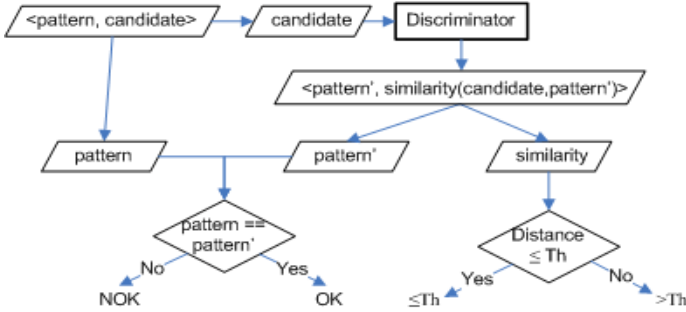 <pattern, candidate>
candidate
Discriminator
<pattern', similarity(candidate,pattern')>
pattern
pattern'
similarity
pattern ==
pattern'
Distance
≤ Th
No
Yes
Yes
No
NOK
OK
≤Th
>Th